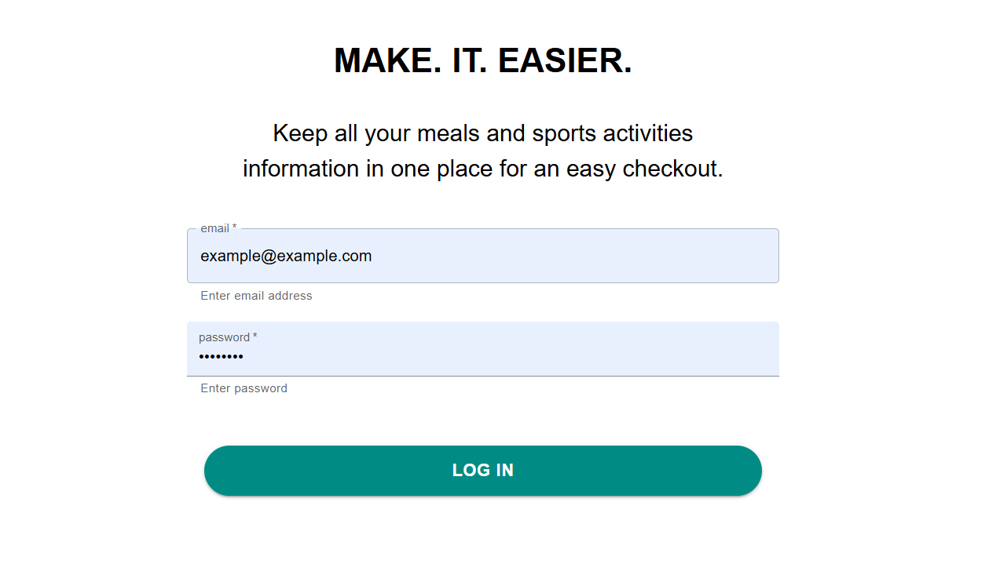 MAKE. IT. EASIER.
Keep all your meals and sports activities
information in one place for an easy checkout.
email *
example@example.com
Enter email address
password *
••••••••
Enter password
LOG IN